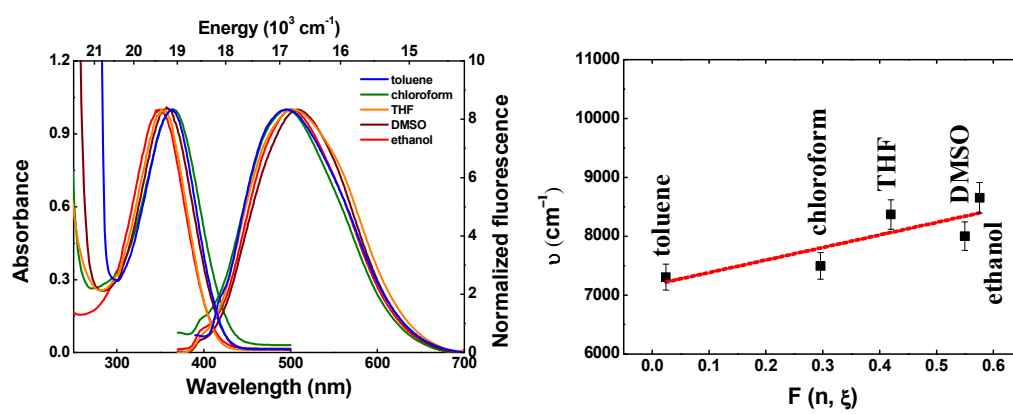 Energy (10³ cm⁻¹)
21 20 19 18 17 16 15
1.2
0.9
0.6
0.3
0.0
Absorbance
toluene
chloroform
THF
DMSO
ethanol
10
8
6
4
2
0
Normalized fluorescence
300 400 500 600 700
Wavelength (nm)
11000
10000
9000
8000
7000
6000
υ (cm⁻¹)
toluene
chloroform
THF
DMSO
ethanol
0.0 0.1 0.2 0.3 0.4 0.5 0.6
F (n, ξ)